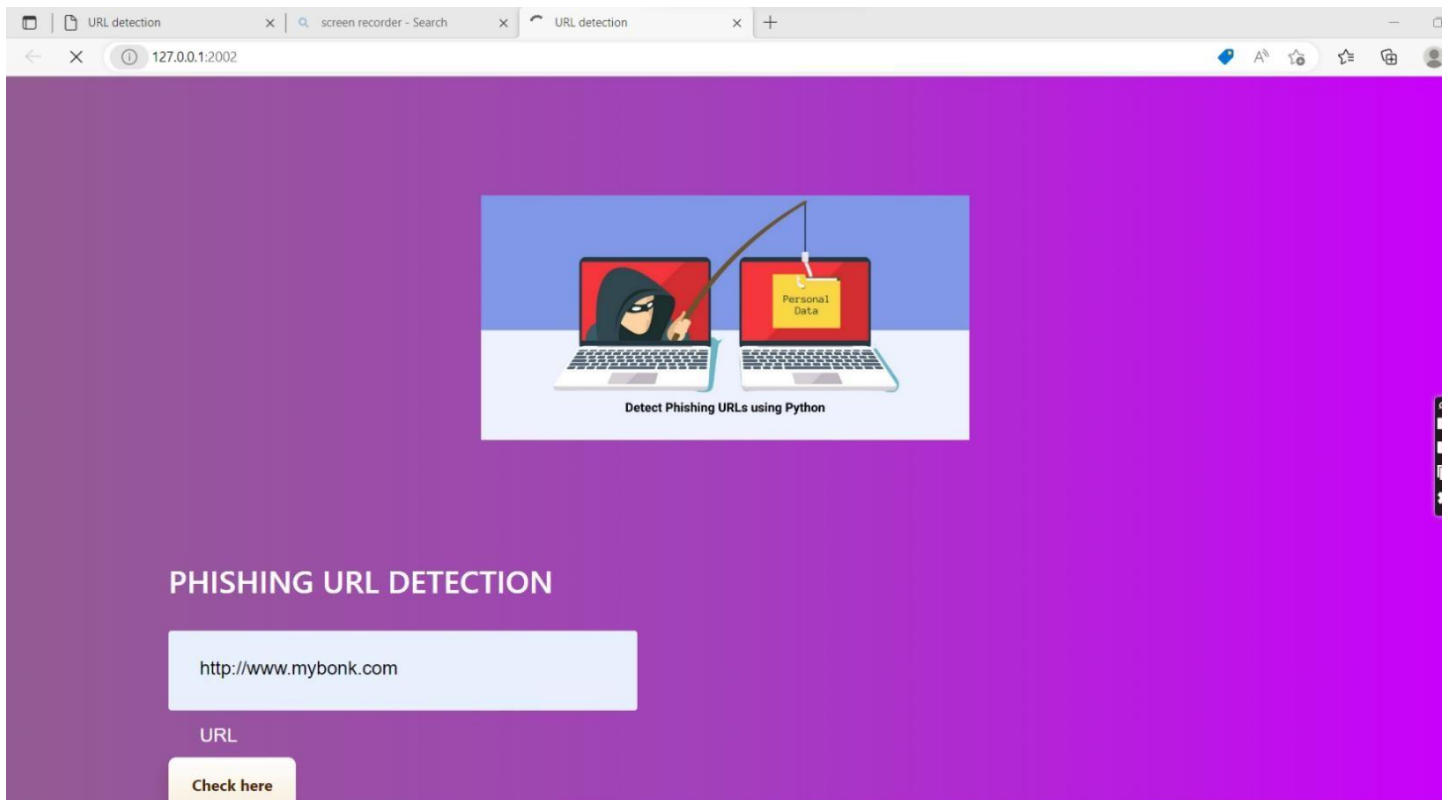 URL detection
screen recorder - Search
URL detection
127.0.0.1:2002
Personal
Data
Detect Phishing URLs using Python
PHISHING URL DETECTION
http://www.mybonk.com
URL
Check here